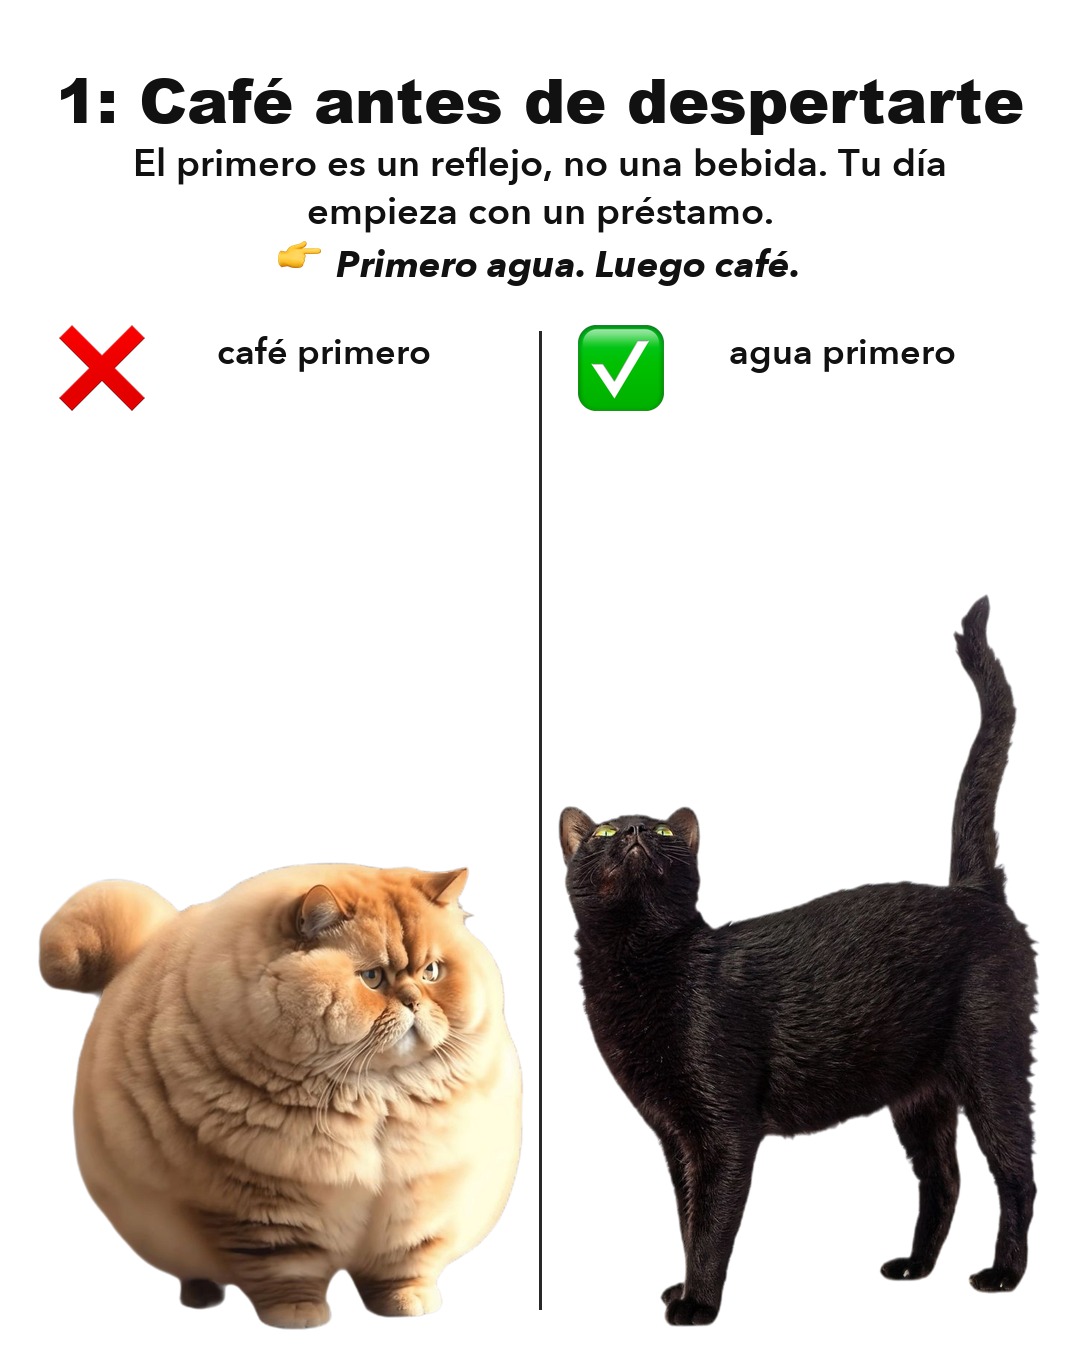 1: Café antes de despertarte
El primero es un reflejo, no una bebida. Tu día
empieza con un préstamo.
👉 Primero agua. Luego café.
café primero
agua primero